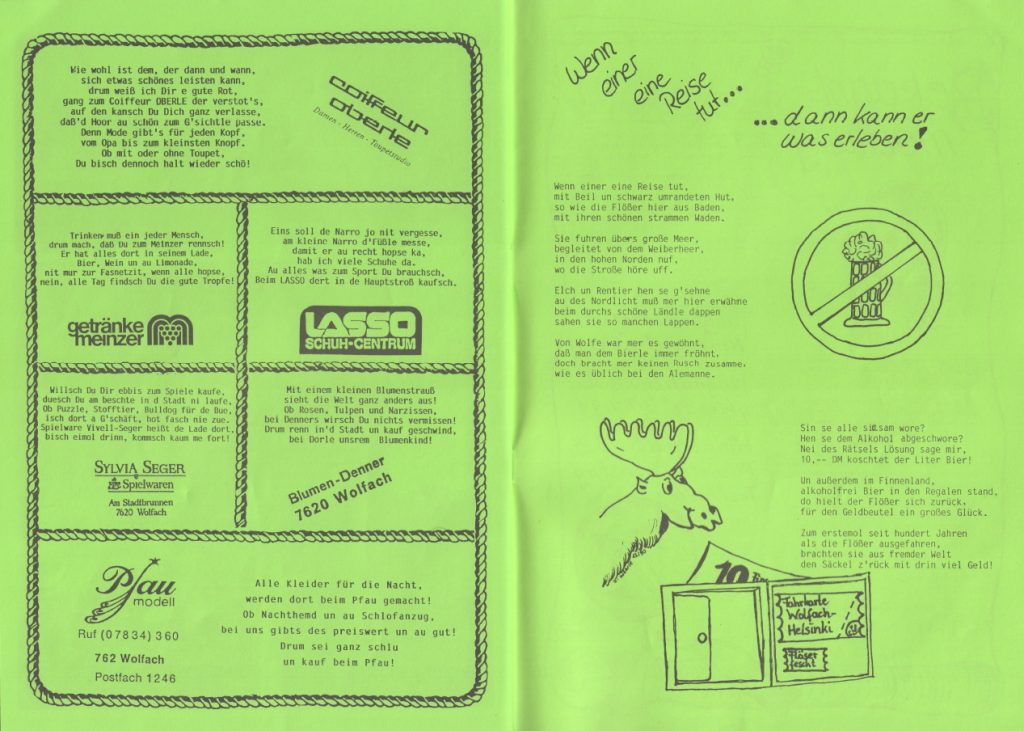 Wie wohl ist dem, der dann und wann,
sich etwas schönes leisten kann,
drum weiß ich Dir e gute Rot,
gang zum Coiffeur OBERLE der verstot's,
auf den kansch Du Dich ganz verlasse,
daß'd Hoor au schön zum G'sichtle passe.
Denn Mode gibt's für jeden Kopf,
vom Opa bis zum kleinsten Knopf.
Ob mit oder ohne Toupet,
Du bisch dennoch halt wieder schö!
coiffeur
oberle
Damen - Herren - Toupetstudio
Trinken muß ein jeder Mensch,
drum mach, daß Du zum Meinzer rennsch!
Er hat alles dort in seinem Lade,
Bier, Wein un au Limonade,
nit nur zur Fasnetzit, wenn alle hopse,
nein, alle Tag findsch Du die gute Tropfe!
getränke
meinzer
Eins soll de Narro jo nit vergesse,
am kleine Narro d'Füßle messe,
damit er au recht hopse ka,
hab ich viele Schuhe da.
Au alles was zum Sport Du brauchsch,
Beim LASSO dert in de Hauptstroß kaufsch.
LASSO
SCHUH-CENTRUM
Willsch Du Dir ebbis zum Spiele kaufe,
duesch Du am beschte in d Stadt ni laufe,
Ob Puzzle, Stofftier, Bulldog für de Bue,
isch dort a G'schäft, hot fasch nie zue.
Spielware Vivell-Seger heißt de Lade dort,
bisch eimol drinn, kommsch kaum me fort!
SYLVIA SEGER
Spielwaren
Am Stadtbrunnen
7620 Wolfach
Mit einem kleinen Blumenstrauß
sieht die Welt ganz anders aus!
Ob Rosen, Tulpen und Narzissen,
bei Denners wirsch Du nichts vermissen!
Drum renn in'd Stadt un kauf geschwind,
bei Dorle unsrem Blumenkind!
Blumen-Denner
7620 Wolfach
Pfau
modell
Ruf (07834) 360
762 Wolfach
Postfach 1246
Alle Kleider für die Nacht,
werden dort beim Pfau gemacht!
Ob Nachthemd un au Schlofanzug,
bei uns gibts des preiswert un au gut!
Drum sei ganz schlu
un kauf beim Pfau!
Wenn
einer
eine
Reise
tut...
...dann kann er
was erleben!
Wenn einer eine Reise tut,
mit Beil un schwarz umrandeten Hut,
so wie die Flößer hier aus Baden,
mit ihren schönen strammen Waden.
Sie fuhren übers große Meer,
begleitet von dem Weiberheer,
in den hohen Norden nuf,
wo die Stroße höre uff.
Elch un Rentier hen se g'sehne
au des Nordlicht muß mer hier erwähne
beim durchs schöne Ländle dappen
sahen sie so manchen Lappen.
Von Wolfe war mer es gewöhnt,
daß man dem Bierle immer fröhnt.
doch bracht mer keinen Rusch zusamme,
wie es üblich bei den Alemanne.
Sin se alle sitsam wore?
Hen se dem Alkohol abgeschwore?
Nei des Rätsels Lösung sage mir,
10,-- DM koschtet der Liter Bier!
Un außerdem im Finnenland,
alkoholfrei Bier in den Regalen stand,
do hielt der Flößer sich zurück,
für den Geldbeutel ein großes Glück.
Zum erstemol seit hundert Jahren
als die Flößer ausgefahren,
brachten sie aus fremder Welt
den Säckel z'rück mit drin viel Geld!
10
Fahrkarte
Wolfach-
Helsinki
Flöser
fescht